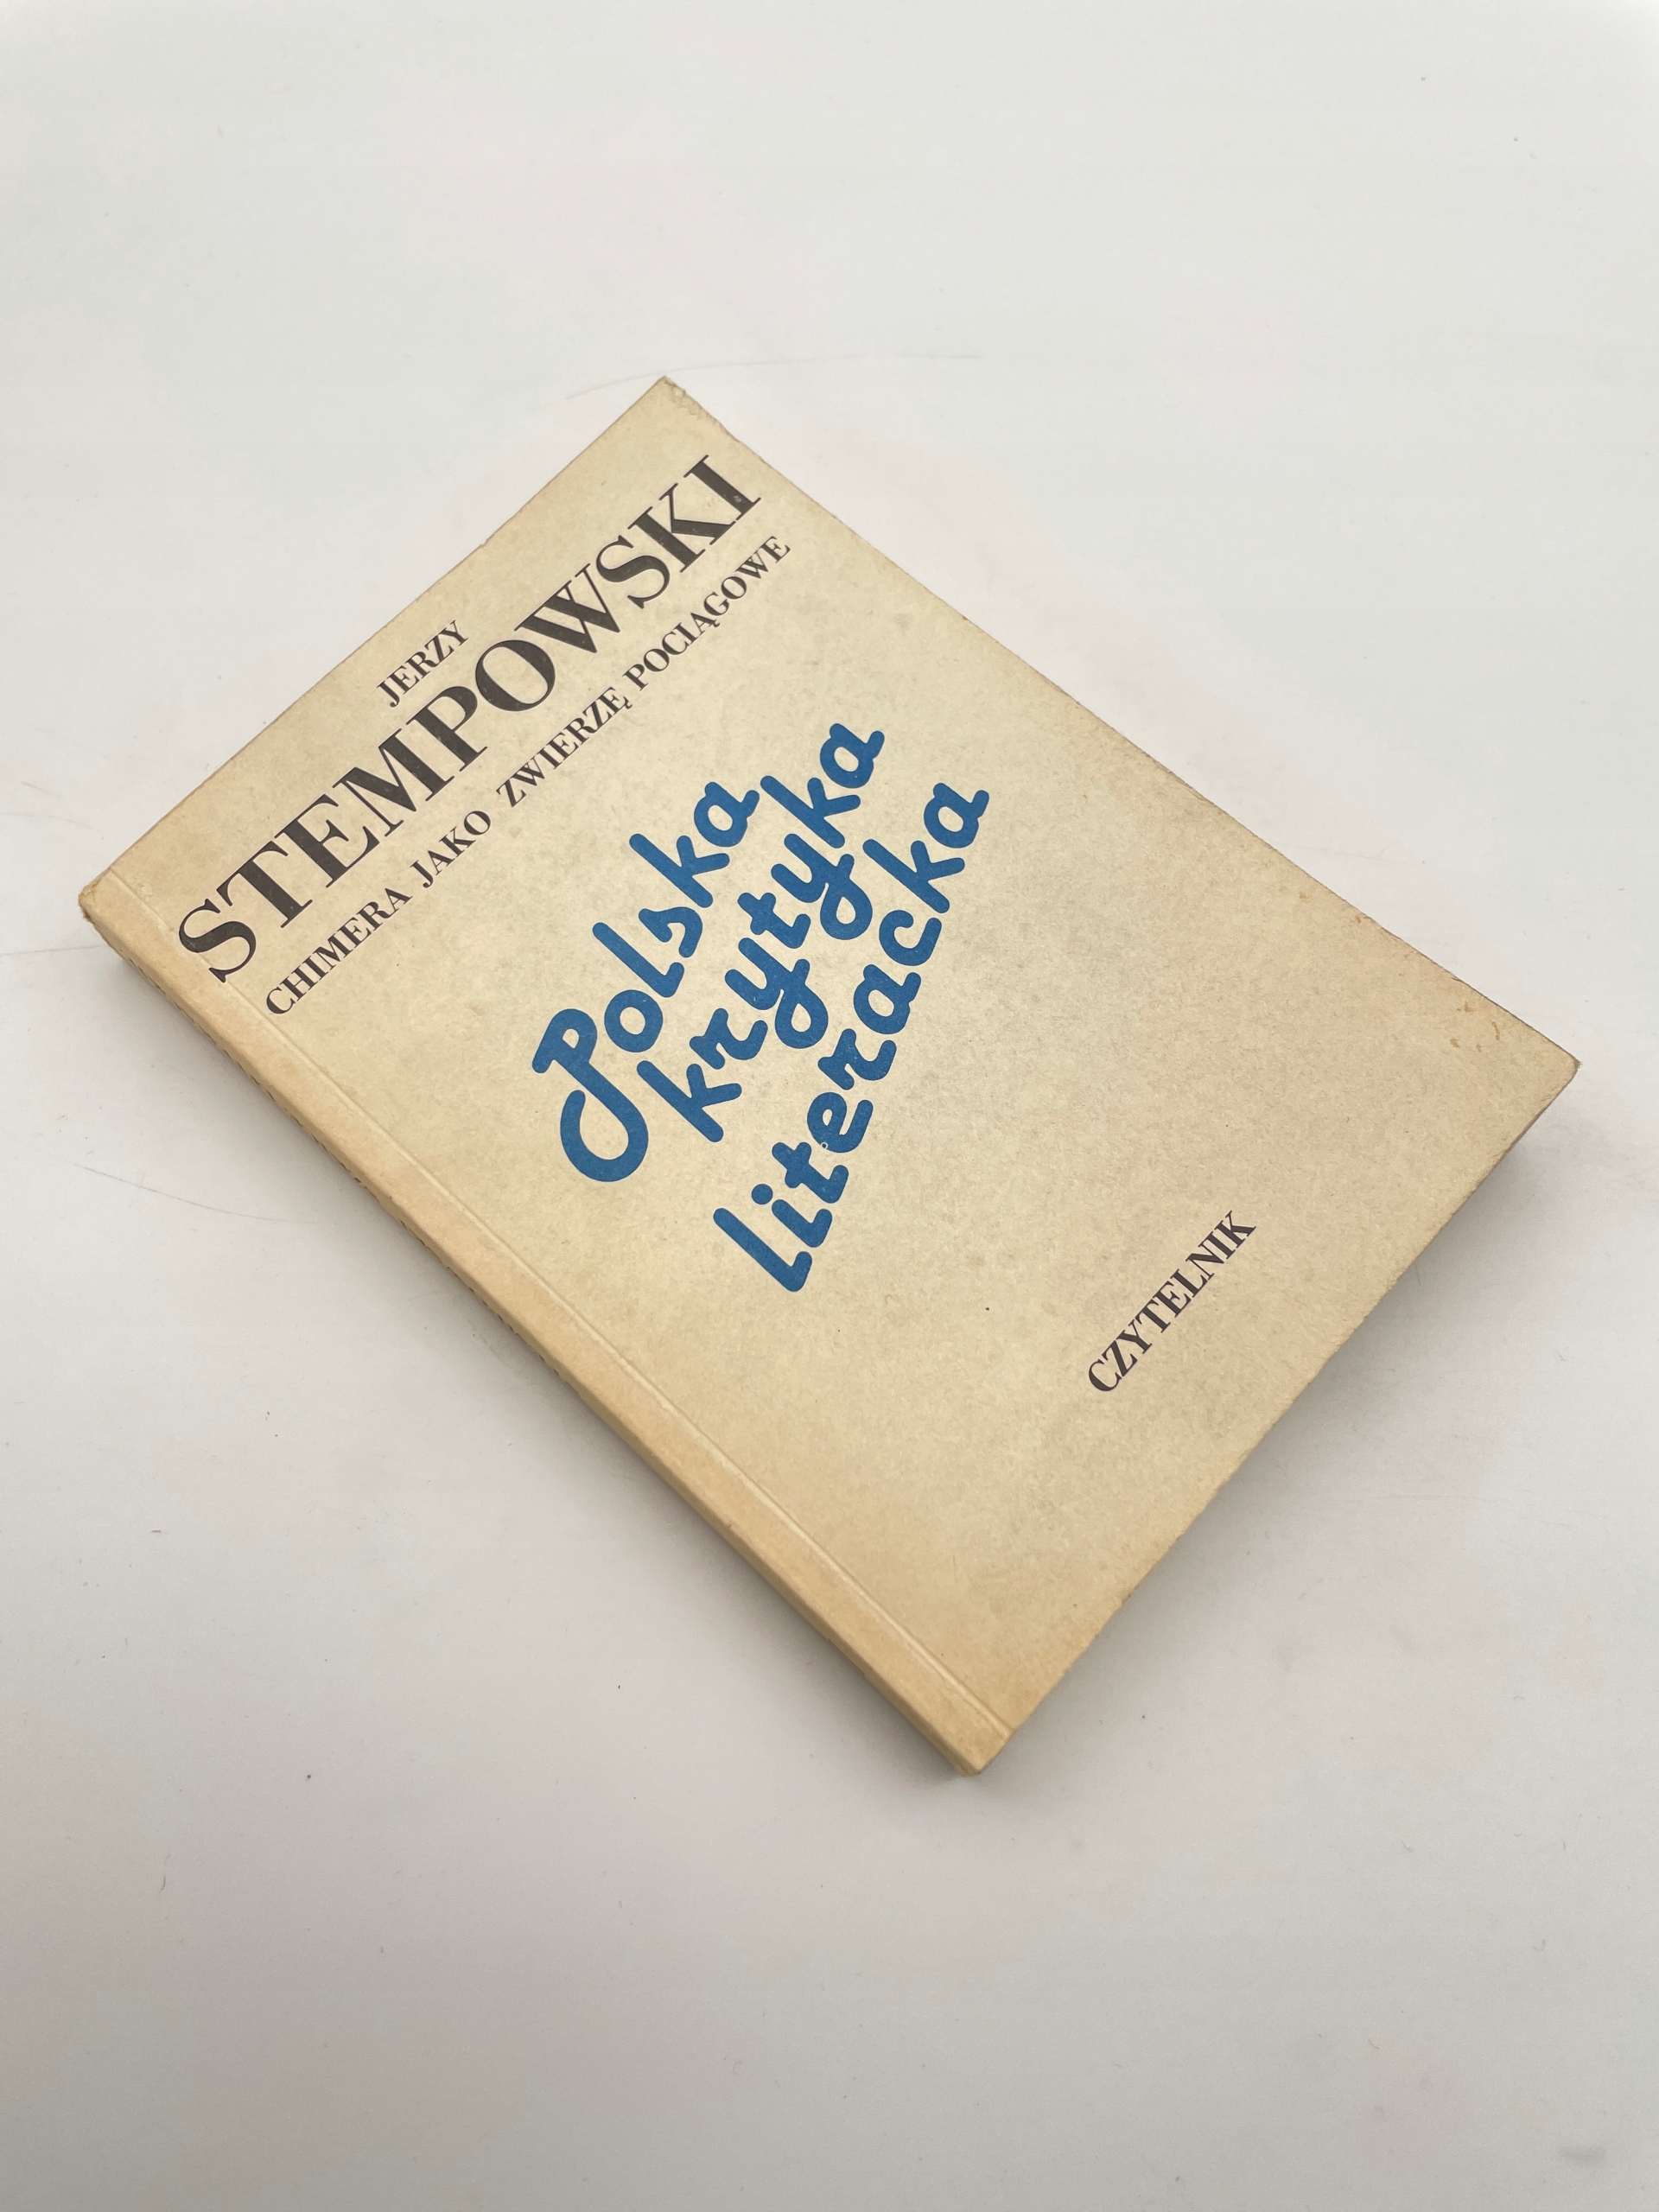 JERZY
STEMPOWSKI
CHIMERA JAKO ZWIERZĘ POCIĄGOWE
Polska
krytyka
literacka
CZYTELNIK